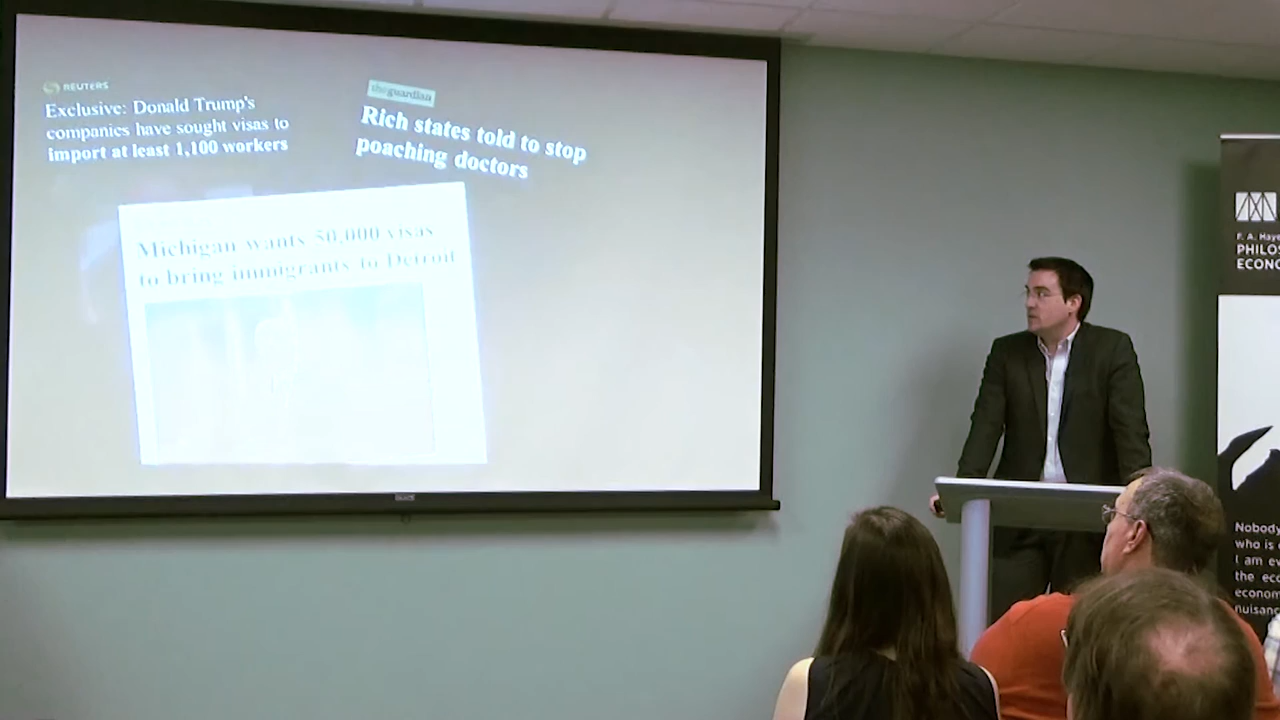 REUTERS
Exclusive: Donald Trump's
companies have sought visas to
import at least 1,100 workers
theguardian
Rich states told to stop
poaching doctors
Michigan wants 50,000 visas
to bring immigrants to Detroit
F. A. Haye
PHILOS
ECONO
Nobody
who is
I am ev
the eco
econom
nuisanc